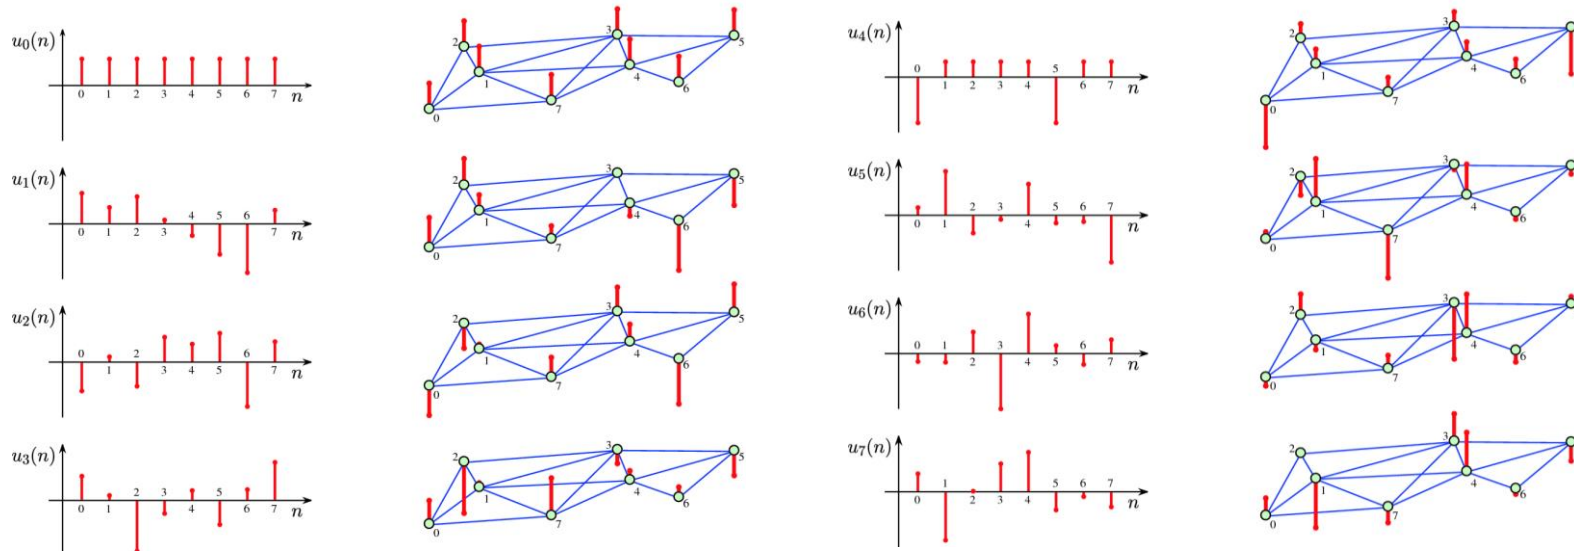 u₀(n)
0 1 2 3 4 5 6 7 n
2 3 5
1 4 6
0 7
u₄(n)
0 5
1 2 3 4 6 7 n
2 3
1 4 6
0 7
u₁(n)
4 5 6
0 1 2 3 7 n
2 3 5
1 4 6
0 7
u₅(n)
2 3 5 6 7
0 1 4 n
2 3
1 4 6
0 7
u₂(n)
0 2 6
1 3 4 5 7 n
2 3 5
1 4 6
0 7
u₆(n)
0 1 3 6
2 4 5 7 n
2 3
1 4 6
0 7
u₃(n)
2 5
0 1 3 4 6 7 n
2 3 5
1 4 6
0 7
u₇(n)
1 5 6 7
0 2 3 4 n
2 3
1 4 6
0 7